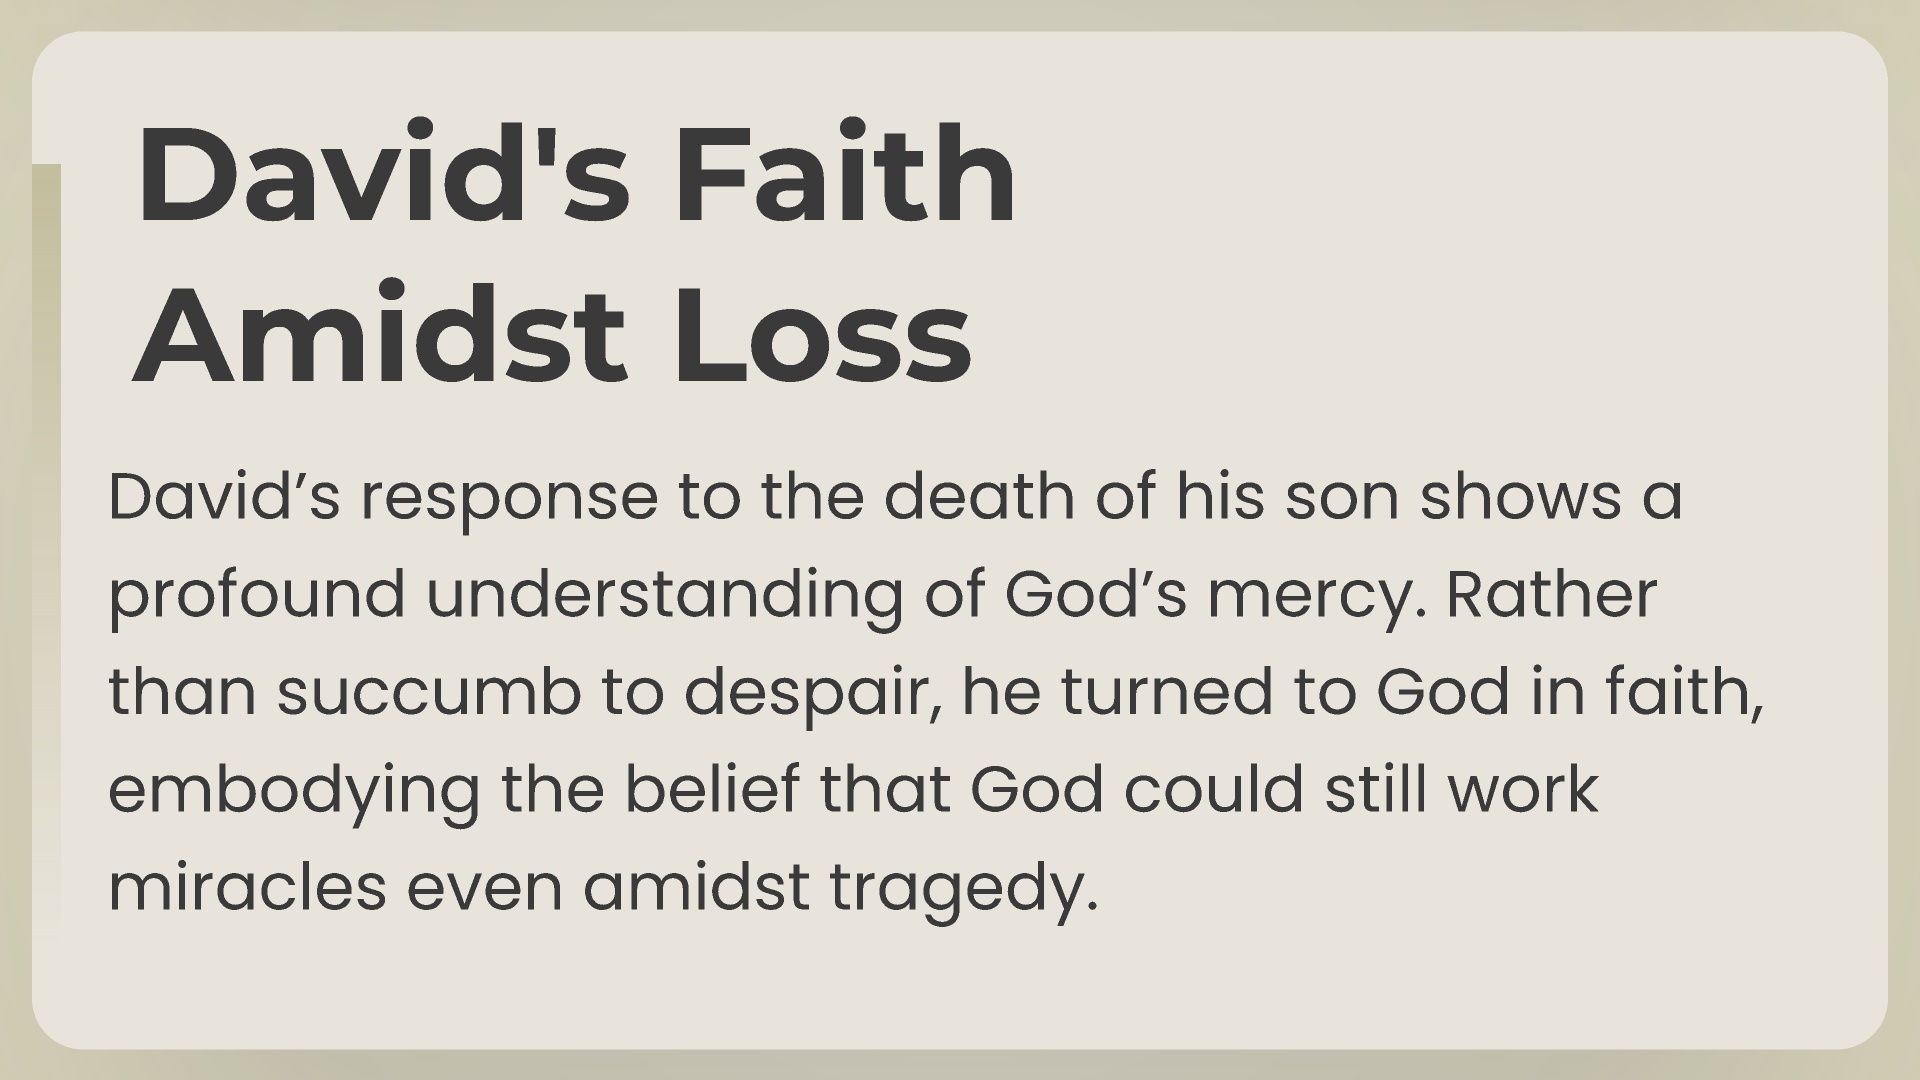 David's Faith
Amidst Loss
David’s response to the death of his son shows a
profound understanding of God’s mercy. Rather
than succumb to despair, he turned to God in faith,
embodying the belief that God could still work
miracles even amidst tragedy.